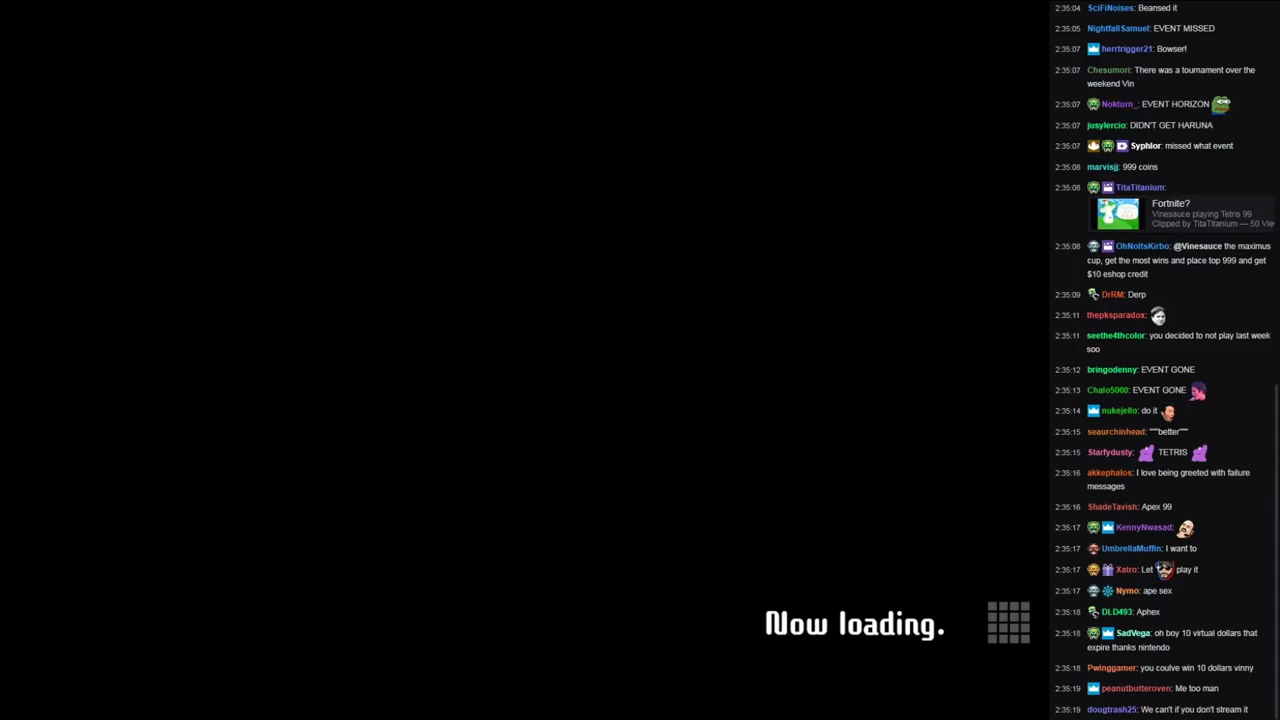 2:35:04 SciFiNoises: Beansed it
2:35:05 NightfallSamuel: EVENT MISSED
2:35:07 herrtrigger21: Bowser!
2:35:07 Chesumori: There was a tournament over the
weekend Vin
2:35:07 Nokturn_: EVENT HORIZON
2:35:07 jusylercio: DIDN'T GET HARUNA
2:35:07 Syphlor: missed what event
2:35:08 marvisjj: 999 coins
2:35:08 TitaTitanium:
Fortnite?
Vinesauce playing Tetris 99
Clipped by TitaTitanium — 50 Vie
2:35:08 OhNoItsKirbo: @Vinesauce the maximus
cup, get the most wins and place top 999 and get
$10 eshop credit
2:35:09 DrRM: Derp
2:35:11 thepksparadox:
2:35:11 seethe4thcolor: you decided to not play last week
soo
2:35:12 bringodenny: EVENT GONE
2:35:13 Chalo5000: EVENT GONE
2:35:14 nukejello: do it
2:35:15 seaurchinhead: """better"""
2:35:15 Starfydusty: TETRIS
2:35:16 akkephalos: I love being greeted with failure
messages
2:35:16 ShadeTavish: Apex 99
2:35:17 KennyNwasad:
2:35:17 UmbrellaMuffin: I want to
2:35:17 Xatro: Let play it
2:35:17 Nymo: ape sex
2:35:18 DLD493: Aphex
2:35:18 SadVega: oh boy 10 virtual dollars that
expire thanks nintendo
2:35:18 Pwinggamer: you coulve win 10 dollars vinny
2:35:19 peanutbutteroven: Me too man
2:35:19 dougtrash25: We can't if you don't stream it
Now loading.